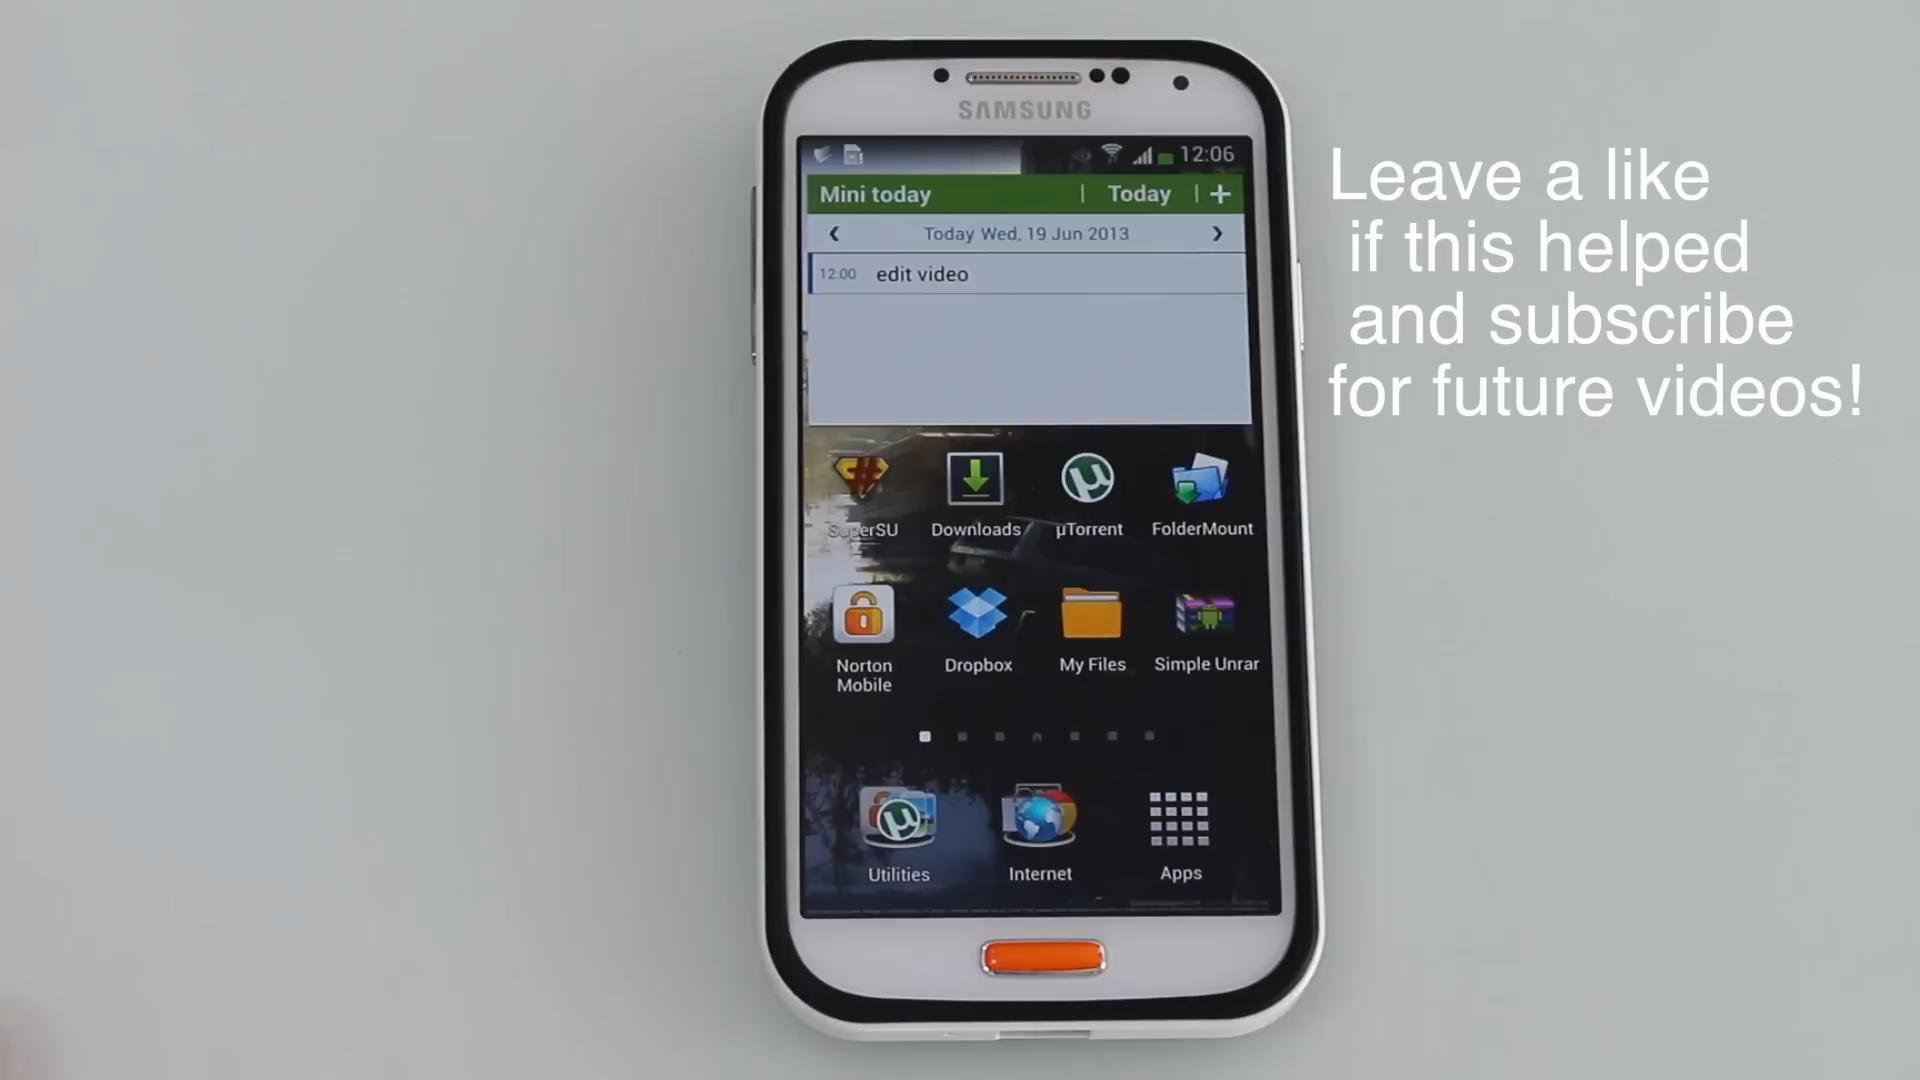 SAMSUNG
12:06
Mini today | Today | +
Today Wed, 19 Jun 2013
12:00 edit video
SuperSU
Downloads
µTorrent
FolderMount
Norton
Mobile
Dropbox
My Files
Simple Unrar
Utilities
Internet
Apps
Leave a like
if this helped
and subscribe
for future videos!